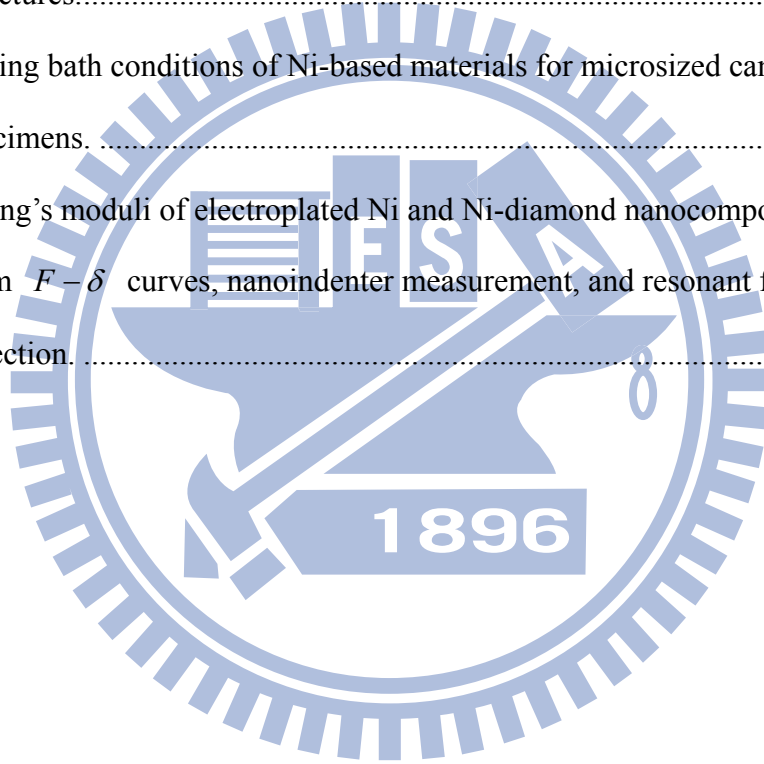 ctures.
ing bath conditions of Ni-based materials for microsized can
cimens.
ng's moduli of electroplated Ni and Ni-diamond nanocompo
m F – δ curves, nanoindenter measurement, and resonant f
ection.
E S A
8
1896